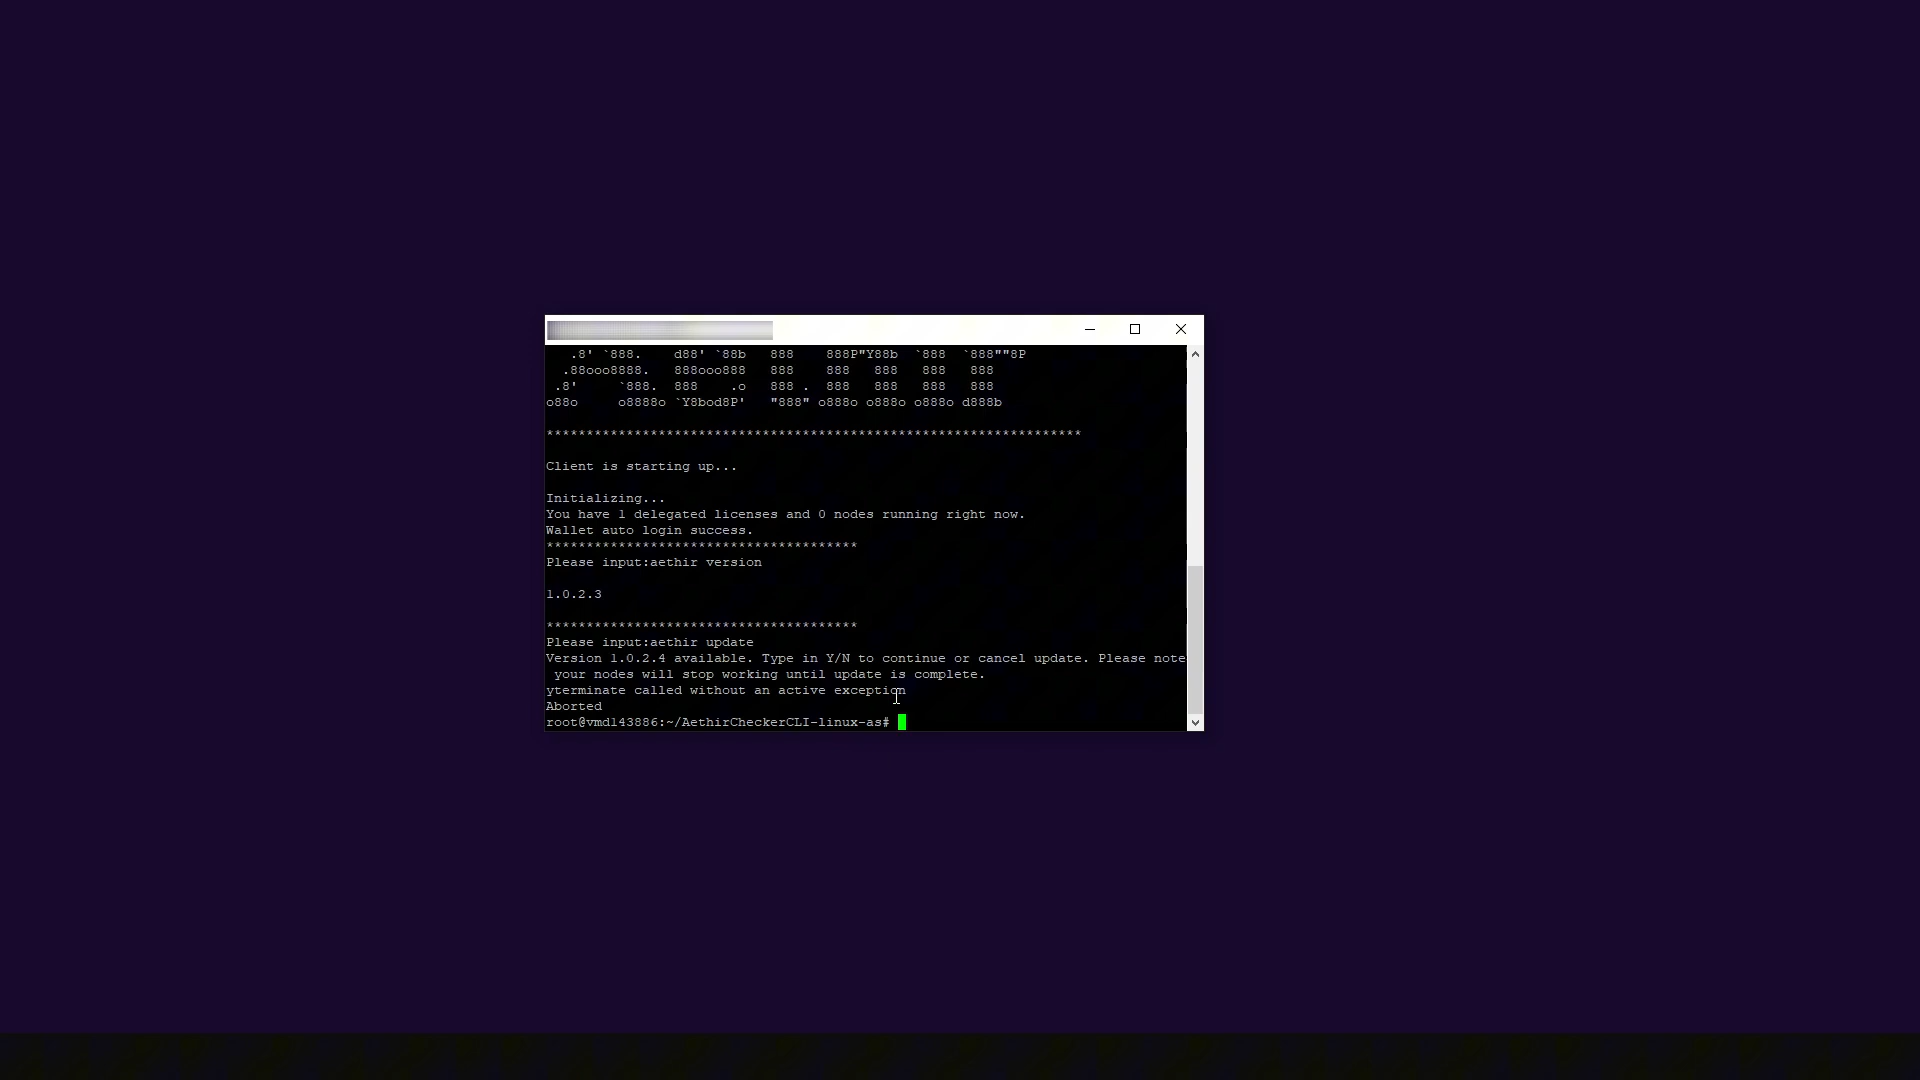 .8' `888.    d88' `88b   888    888P"Y88b  `888  `888""8P
.88ooo8888.   888ooo888   888    888   888   888   888
.8'     `888.  888    .o   888 .  888   888   888   888
o88o     o8888o `Y8bod8P'   "888" o888o o888o o888o d888b
*******************************************************************
Client is starting up...
Initializing...
You have 1 delegated licenses and 0 nodes running right now.
Wallet auto login success.
***************************************
Please input:aethir version
1.0.2.3
***************************************
Please input:aethir update
Version 1.0.2.4 available. Type in Y/N to continue or cancel update. Please note
your nodes will stop working until update is complete.
yterminate called without an active exception
Aborted
root@vmd143886:~/AethirCheckerCLI-linux-as#